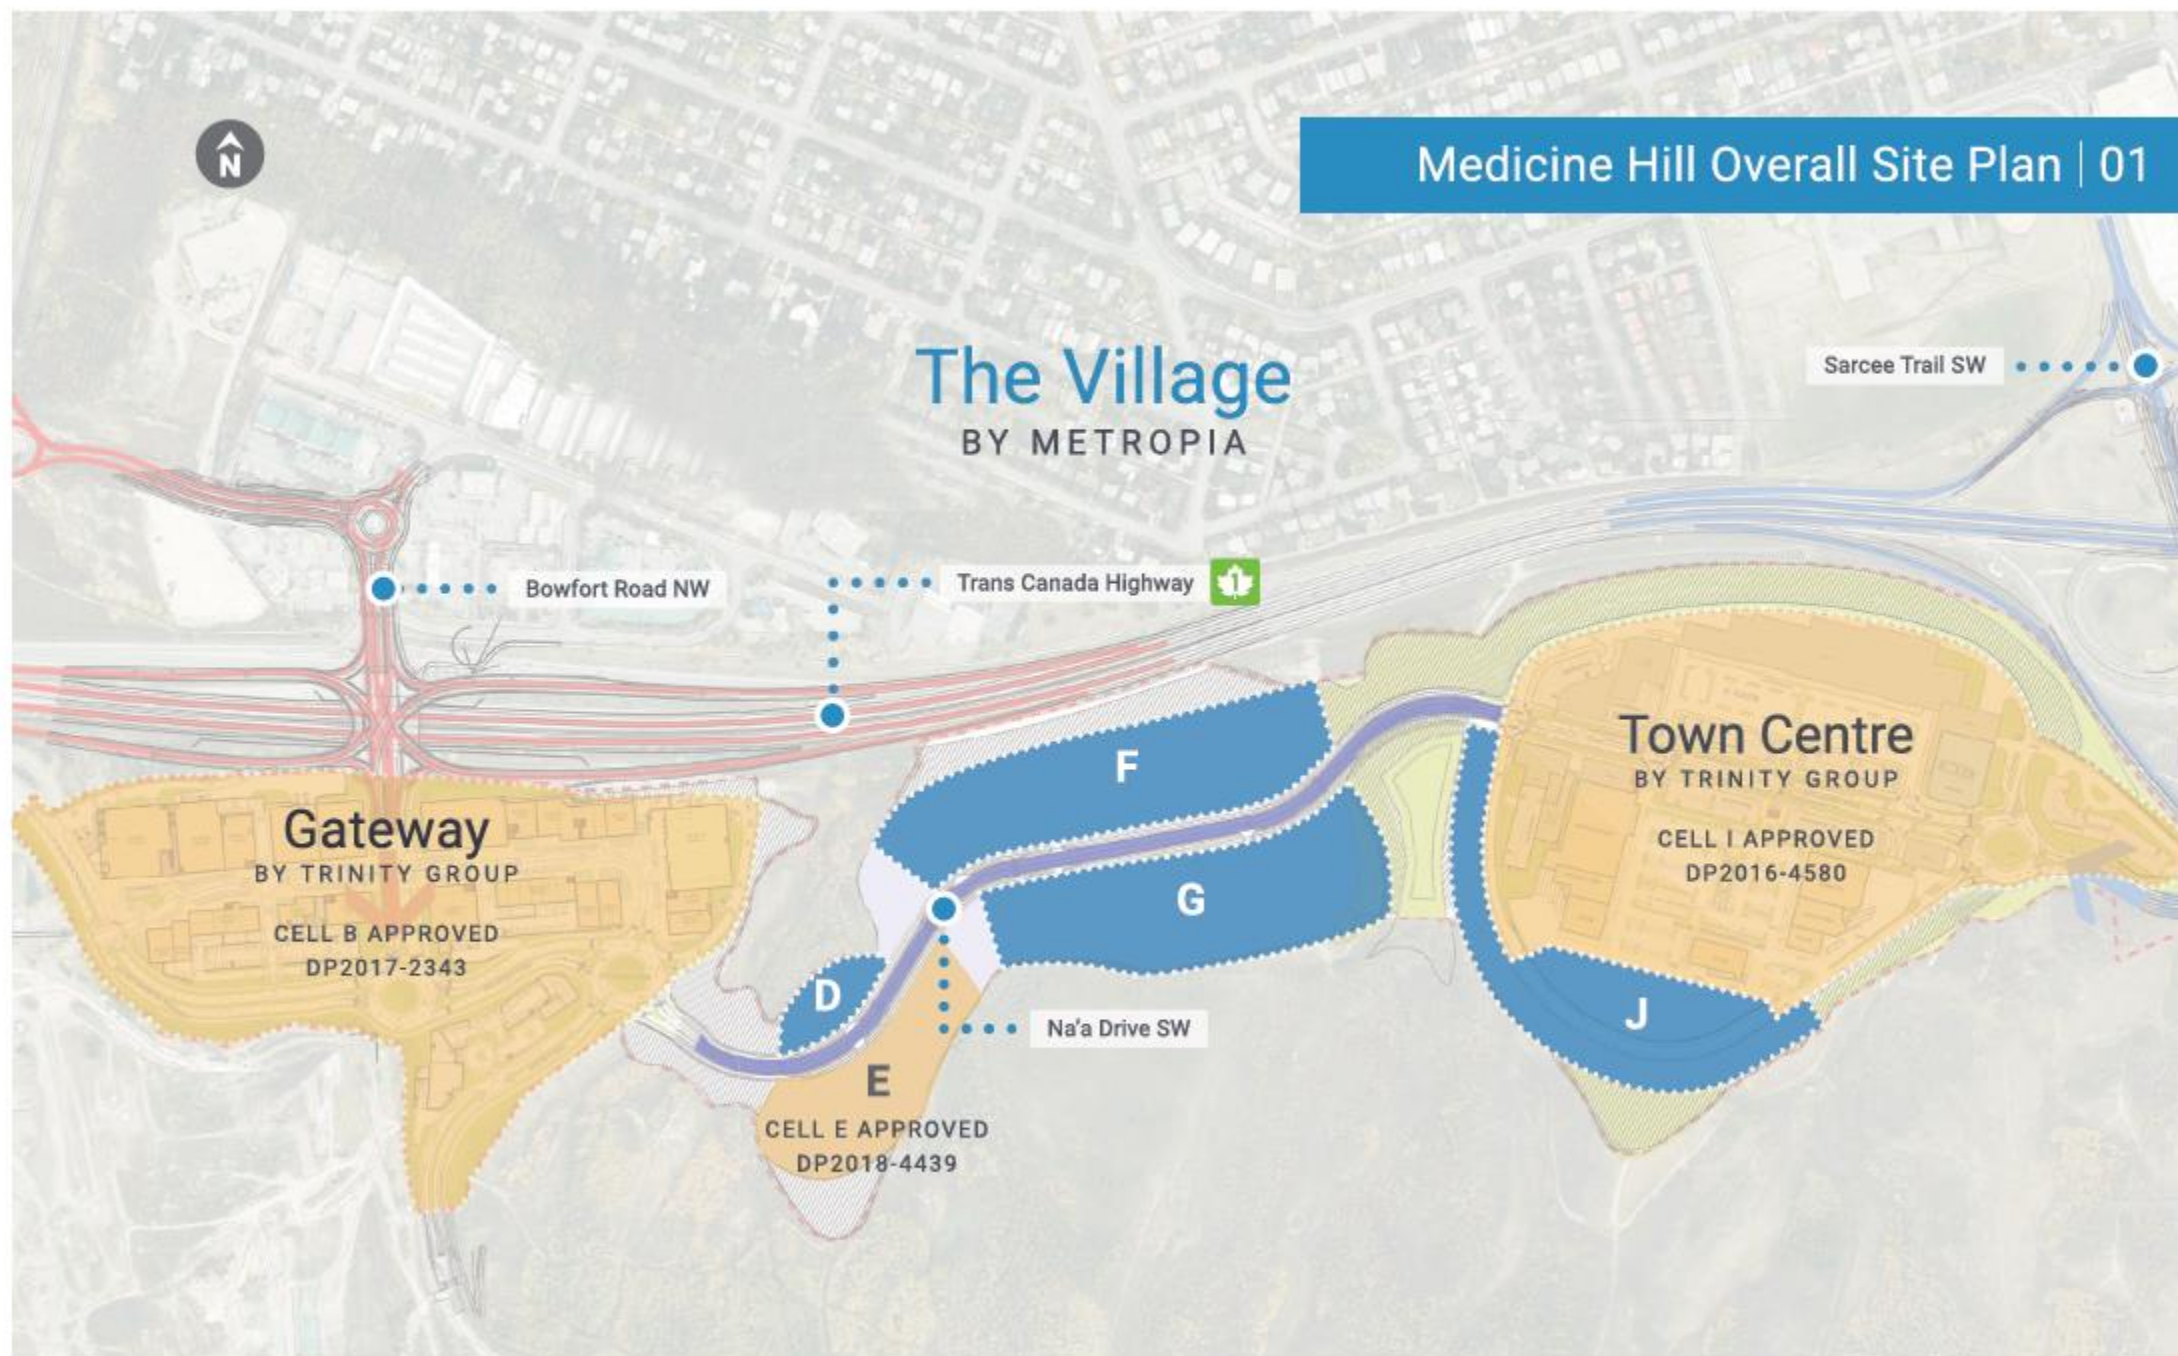 N
Medicine Hill Overall Site Plan | 01
The Village
BY METROPIA
Sarcee Trail SW
Bowfort Road NW
Trans Canada Highway
1
F
Town Centre
BY TRINITY GROUP
CELL I APPROVED
DP2016-4580
Gateway
BY TRINITY GROUP
CELL B APPROVED
DP2017-2343
G
D
J
Na'a Drive SW
E
CELL E APPROVED
DP2018-4439